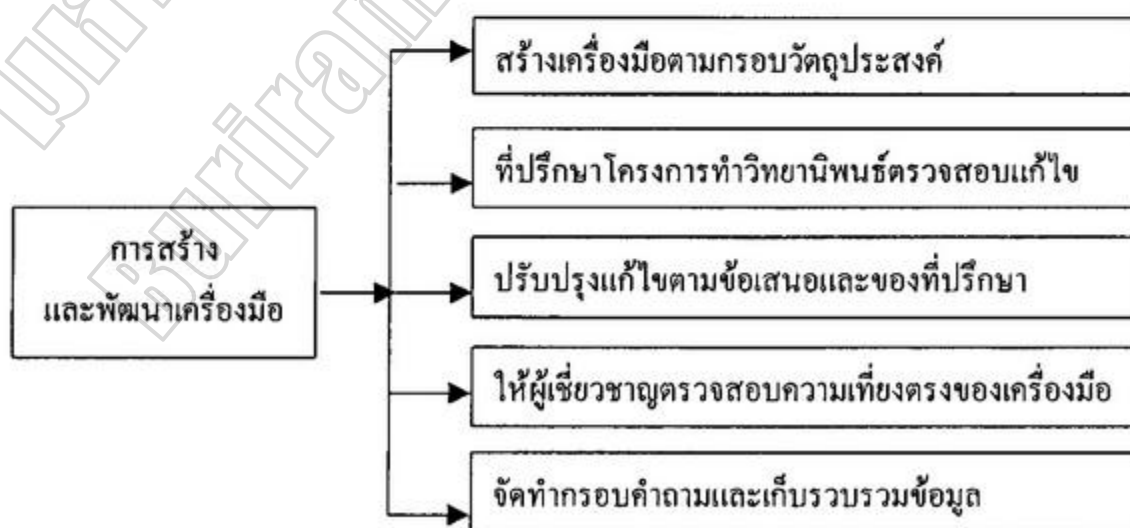 สร้างเครื่องมือตามกรอบวัตถุประสงค์
ที่ปรึกษาโครงการทำวิทยานิพนธ์ตรวจสอบแก้ไข
การสร้าง
และพัฒนาเครื่องมือ
ปรับปรุงแก้ไขตามข้อเสนอและของที่ปรึกษา
ให้ผู้เชี่ยวชาญตรวจสอบความเที่ยงตรงของเครื่องมือ
จัดทำกรอบคำถามและเก็บรวบรวมข้อมูล